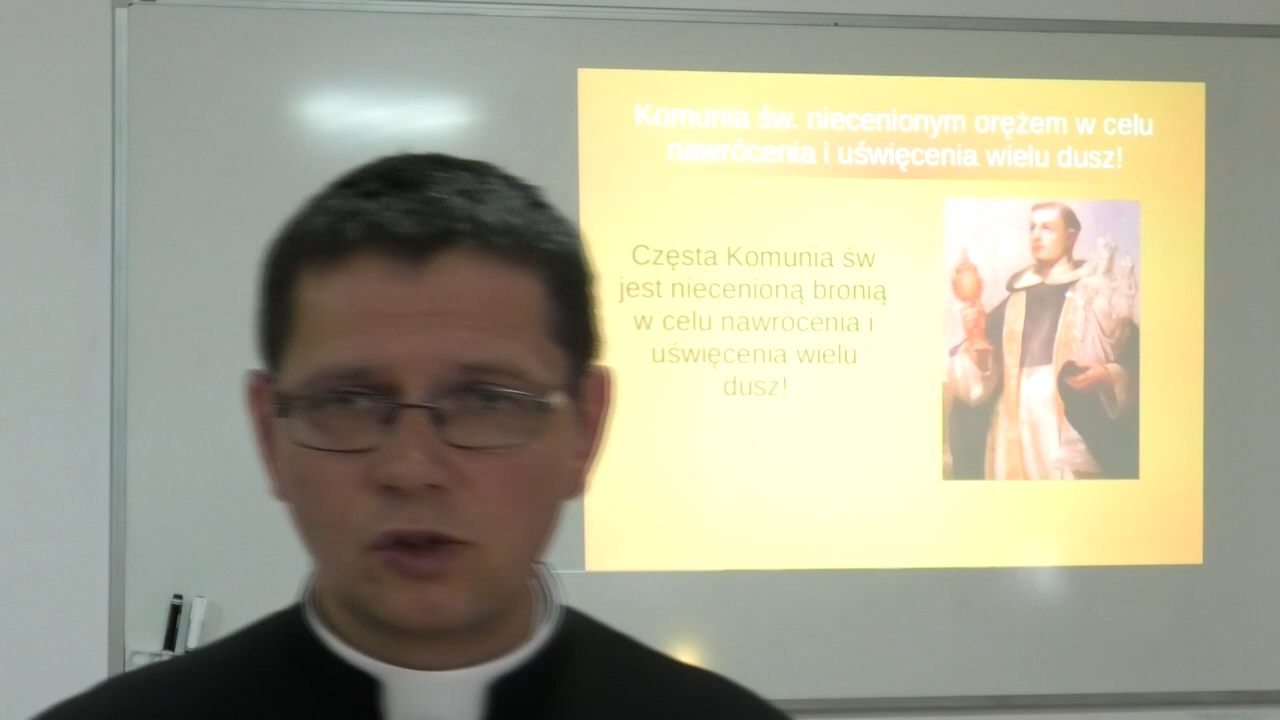 Komunia św. niecenionym orężem w celu
nawrócenia i uświęcenia wielu dusz!
Częsta Komunia św
jest niecenioną bronią
w celu nawrócenia i
uświęcenia wielu
dusz!